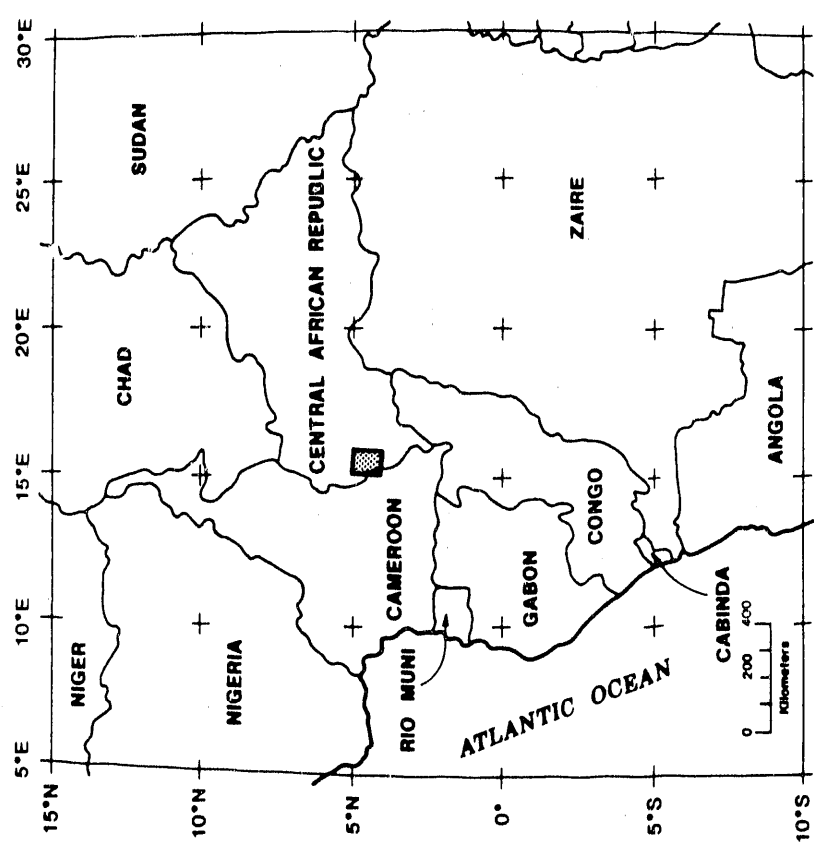 15°N
10°N
5°N
0°
5°S
10°S
30°E
25°E
20°E
15°E
10°E
5°E
SUDAN
CHAD
CENTRAL AFRICAN REPUBLIC
ZAIRE
NIGER
NIGERIA
CAMEROON
CONGO
ANGOLA
RIO MUNI
GABON
CABINDA
ATLANTIC OCEAN
0 200 400
Kilometers